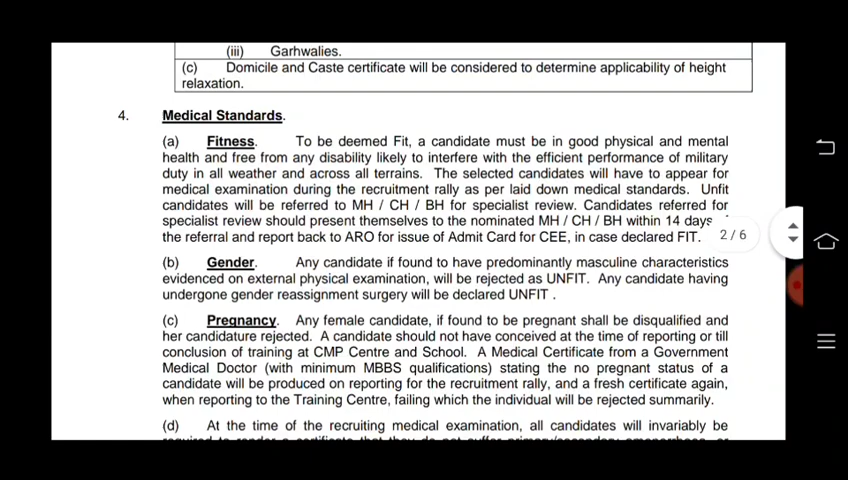 (iii) Garhwalies.
(c) Domicile and Caste certificate will be considered to determine applicability of height
relaxation.
4. Medical Standards.
(a) Fitness. To be deemed Fit, a candidate must be in good physical and mental
health and free from any disability likely to interfere with the efficient performance of military
duty in all weather and across all terrains. The selected candidates will have to appear for
medical examination during the recruitment rally as per laid down medical standards. Unfit
candidates will be referred to MH / CH / BH for specialist review. Candidates referred for
specialist review should present themselves to the nominated MH / CH / BH within 14 days
the referral and report back to ARO for issue of Admit Card for CEE, in case declared FIT.
2 / 6
(b) Gender. Any candidate if found to have predominantly masculine characteristics
evidenced on external physical examination, will be rejected as UNFIT. Any candidate having
undergone gender reassignment surgery will be declared UNFIT .
(c) Pregnancy. Any female candidate, if found to be pregnant shall be disqualified and
her candidature rejected. A candidate should not have conceived at the time of reporting or till
conclusion of training at CMP Centre and School. A Medical Certificate from a Government
Medical Doctor (with minimum MBBS qualifications) stating the no pregnant status of a
candidate will be produced on reporting for the recruitment rally, and a fresh certificate again,
when reporting to the Training Centre, failing which the individual will be rejected summarily.
(d) At the time of the recruiting medical examination, all candidates will invariably be